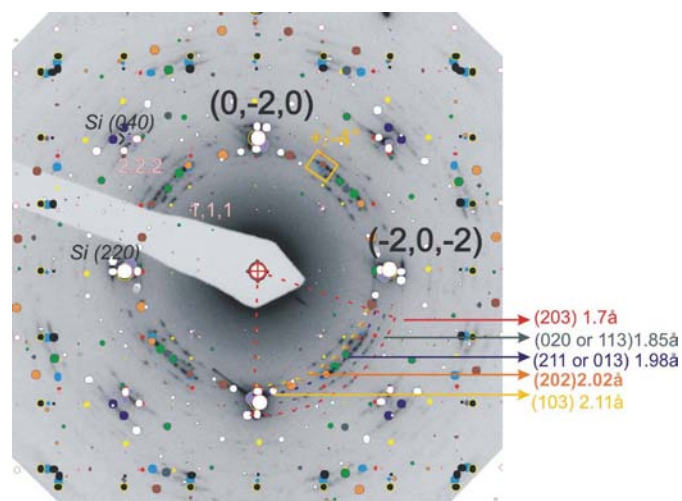 (0,-2,0)
Si (040)
+/-4°
2,2,2
1,1,1
(-2,0,-2)
Si (220)
(203) 1.7å
(020 or 113)1.85å
(211 or 013) 1.98å
(202)2.02å
(103) 2.11å